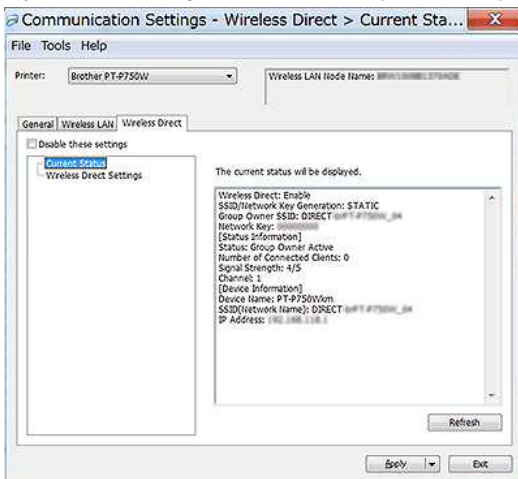 Communication Settings - Wireless Direct > Current Sta... X
File Tools Help
Printer: Brother PT-P750W Wireless LAN Node Name:
General Wireless LAN Wireless Direct
Disable these settings
Current Status
Wireless Direct Settings
The current status will be displayed.
Wireless Direct: Enable
SSID/Network Key Generation: STATIC
Group Owner SSID: DIRECT
Network Key:
[Status Information]
Status: Group Owner Active
Number of Connected Clients: 0
Signal Strength: 4/5
Channel: 1
[Device Information]
Device Name: PT-P750Wkm
SSID(Network Name): DIRECT
IP Address:
Refresh
Apply
Exit